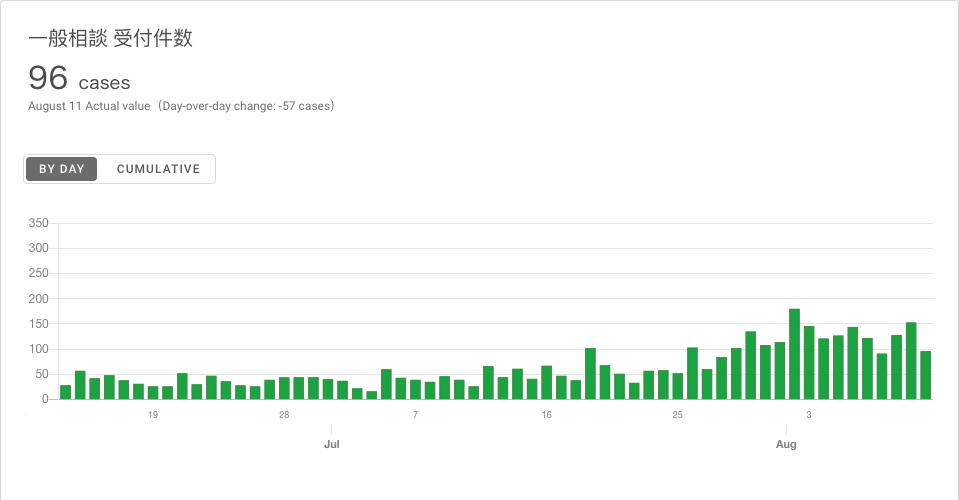 一般相談 受付件数
96 cases
August 11 Actual value（Day-over-day change: -57 cases）
BY DAY CUMULATIVE
350
300
250
200
150
100
50
0
19 28 7 16 25 3
Jul Aug